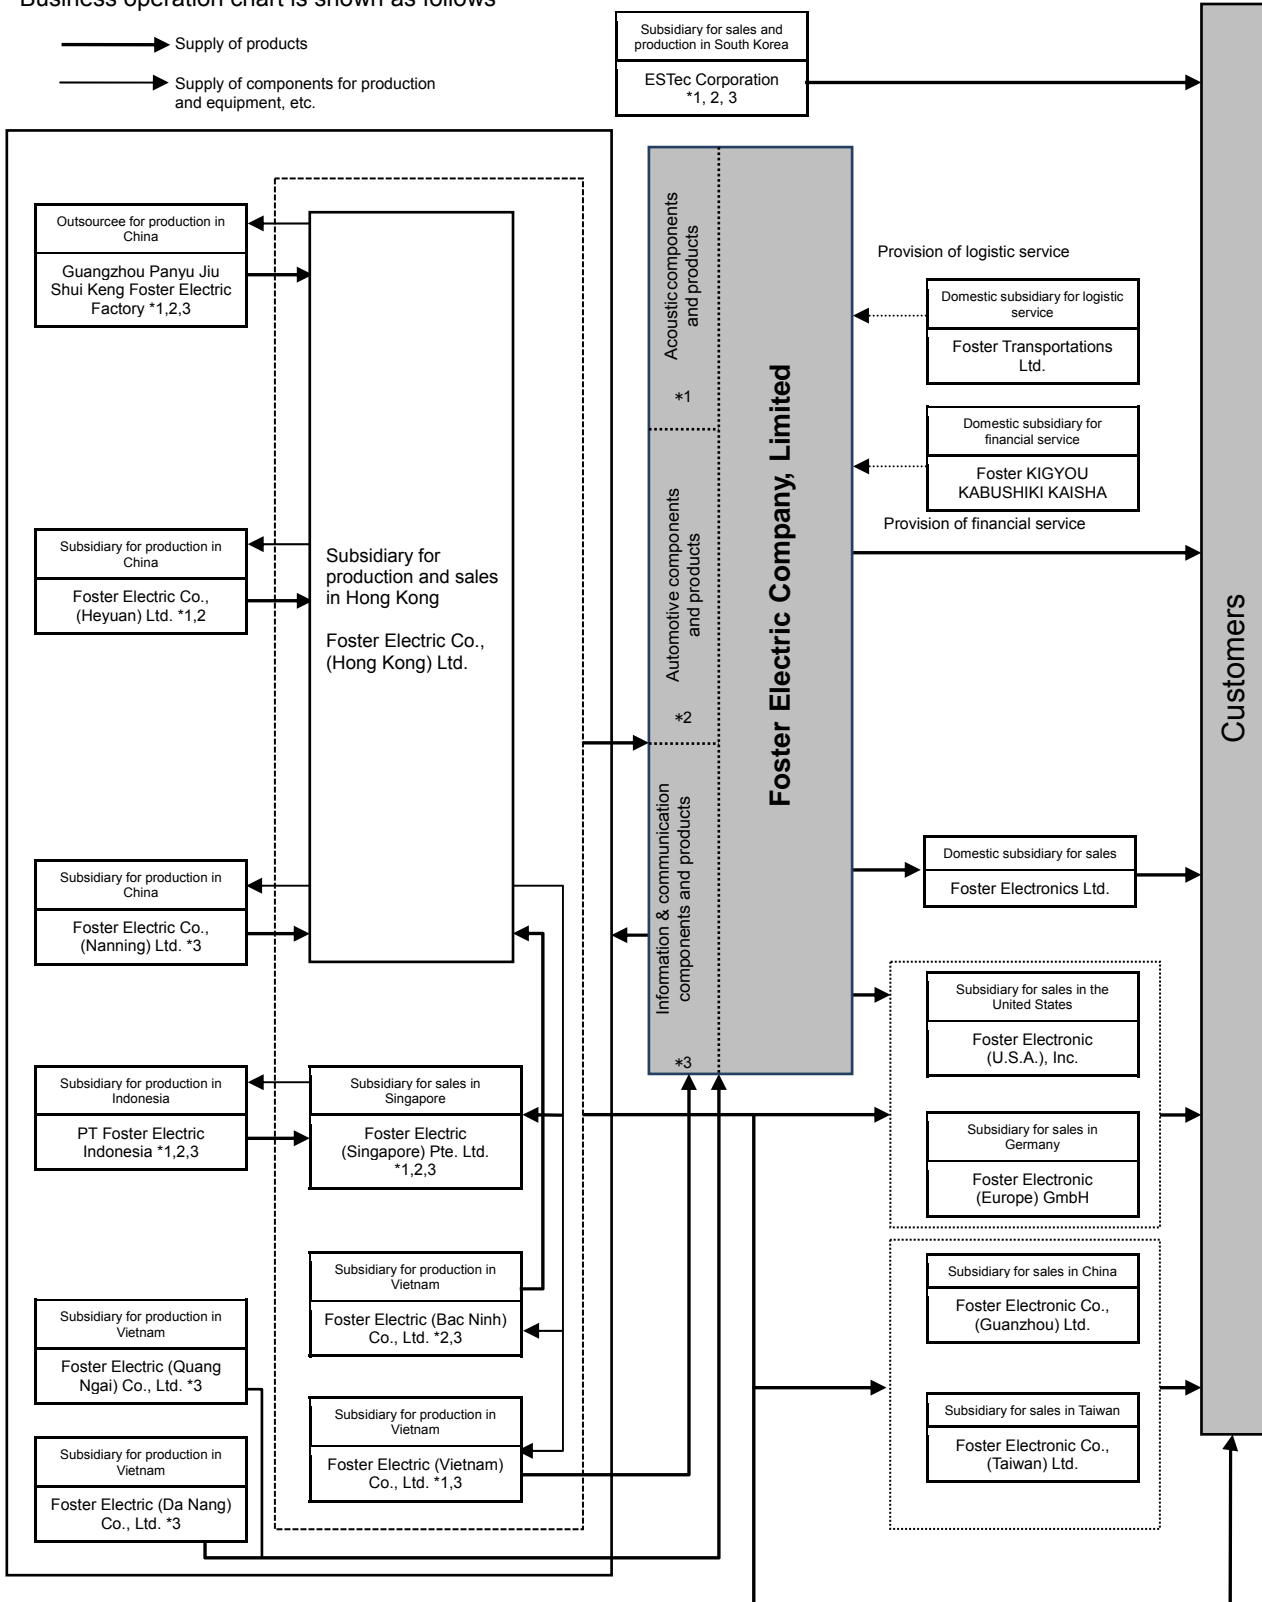 Business operation chart is shown as follows
Supply of products
Supply of components for production
and equipment, etc.
Subsidiary for sales and
production in South Korea
ESTec Corporation
*1, 2, 3
Outsourcee for production in
China
Guangzhou Panyu Jiu
Shui Keng Foster Electric
Factory *1,2,3
Subsidiary for production in
China
Foster Electric Co.,
(Heyuan) Ltd. *1,2
Subsidiary for production in
China
Foster Electric Co.,
(Nanning) Ltd. *3
Subsidiary for production in
Indonesia
PT Foster Electric
Indonesia *1,2,3
Subsidiary for production in
Vietnam
Foster Electric (Quang
Ngai) Co., Ltd. *3
Subsidiary for production in
Vietnam
Foster Electric (Da Nang)
Co., Ltd. *3
Subsidiary for
production and sales
in Hong Kong
Foster Electric Co.,
(Hong Kong) Ltd.
Subsidiary for sales in
Singapore
Foster Electric
(Singapore) Pte. Ltd.
*1,2,3
Subsidiary for production in
Vietnam
Foster Electric (Bac Ninh)
Co., Ltd. *2,3
Subsidiary for production in
Vietnam
Foster Electric (Vietnam)
Co., Ltd. *1,3
Acoustic components
and products
*1
Automotive components
and products
*2
Information & communication
components and products
*3
Foster Electric Company, Limited
Provision of logistic service
Domestic subsidiary for logistic
service
Foster Transportations
Ltd.
Domestic subsidiary for
financial service
Foster KIGYOU
KABUSHIKI KAISHA
Provision of financial service
Domestic subsidiary for sales
Foster Electronics Ltd.
Subsidiary for sales in the
United States
Foster Electronic
(U.S.A.), Inc.
Subsidiary for sales in
Germany
Foster Electronic
(Europe) GmbH
Subsidiary for sales in China
Foster Electronic Co.,
(Guanzhou) Ltd.
Subsidiary for sales in Taiwan
Foster Electronic Co.,
(Taiwan) Ltd.
Customers